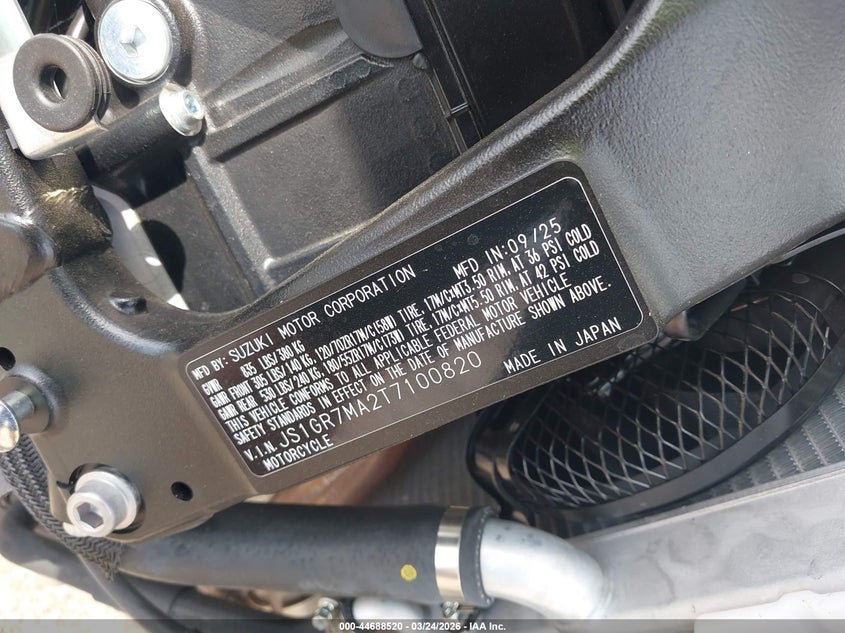 MFD BY: SUZUKI MOTOR CORPORATION MFD IN: 09/25
GVWR 835 LBS/380 KG
GAWR FRONT 305 LBS/140 KG 120/70ZR17M/C(58W) TIRE, 17M/C×MT3.50 RIM, AT 36 PSI COLD
GAWR REAR 530 LBS/240 KG 180/55ZR17M/C(73W) TIRE, 17M/C×MT5.50 RIM, AT 42 PSI COLD
THIS VEHICLE CONFORMS TO ALL APPLICABLE FEDERAL MOTOR VEHICLE
SAFETY STANDARDS IN EFFECT ON THE DATE OF MANUFACTURE SHOWN ABOVE.
V.I.N. JS1GR7MA2T7100820 MADE IN JAPAN
MOTORCYCLE
000-44688520 • 03/24/2026 - IAA Inc.